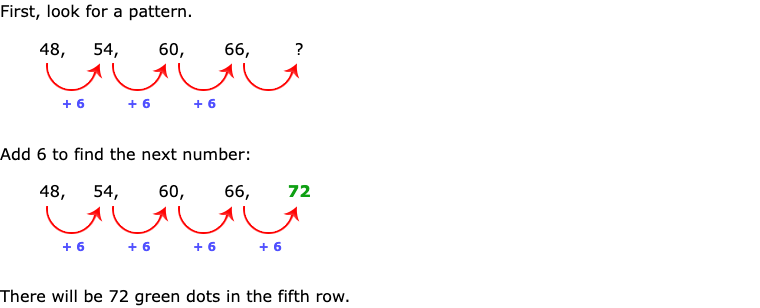 First, look for a pattern.
48, 54, 60, 66, ?
+ 6 + 6 + 6
Add 6 to find the next number:
48, 54, 60, 66, 72
+ 6 + 6 + 6 + 6
There will be 72 green dots in the fifth row.